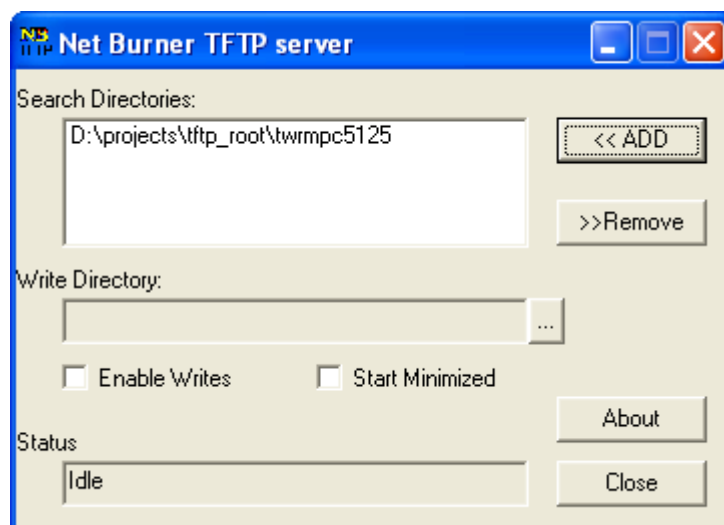 NB
TFTP
Net Burner TFTP server
Search Directories:
D:\projects\tftp_root\twrmpc5125
<< ADD
>>Remove
Write Directory:
...
Enable Writes
Start Minimized
About
Status
Idle
Close